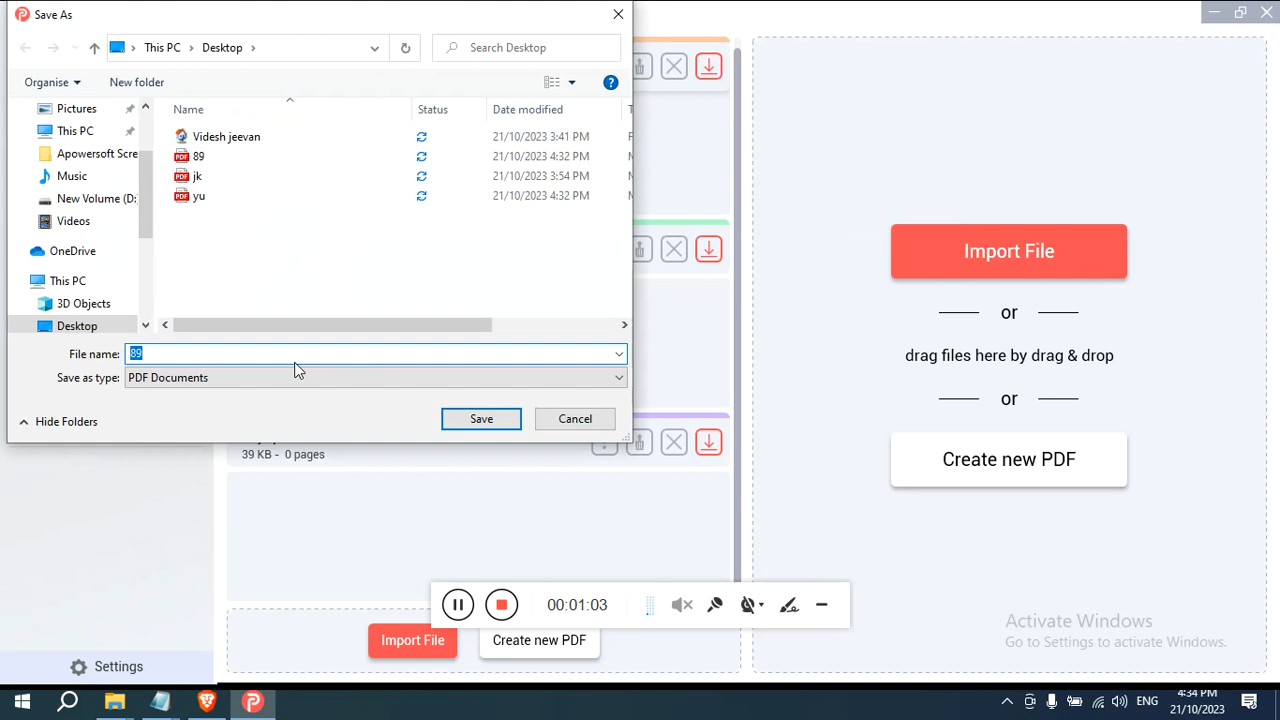 Save As
This PC
Desktop
Search Desktop
Organise
New folder
Name
Status
Date modified
Pictures
This PC
Apowersoft Scre
Music
New Volume (D:
Videos
OneDrive
This PC
3D Objects
Desktop
Videsh jeevan
21/10/2023 3:41 PM
PDF 89
21/10/2023 4:32 PM
PDF jk
21/10/2023 3:54 PM
PDF yu
21/10/2023 4:32 PM
File name: 89
Save as type: PDF Documents
Hide Folders
Save
Cancel
39 KB - 0 pages
Import File
or
drag files here by drag & drop
or
Create new PDF
00:01:03
Import File
Create new PDF
Activate Windows
Go to Settings to activate Windows.
Settings
ENG
4:34 PM
21/10/2023